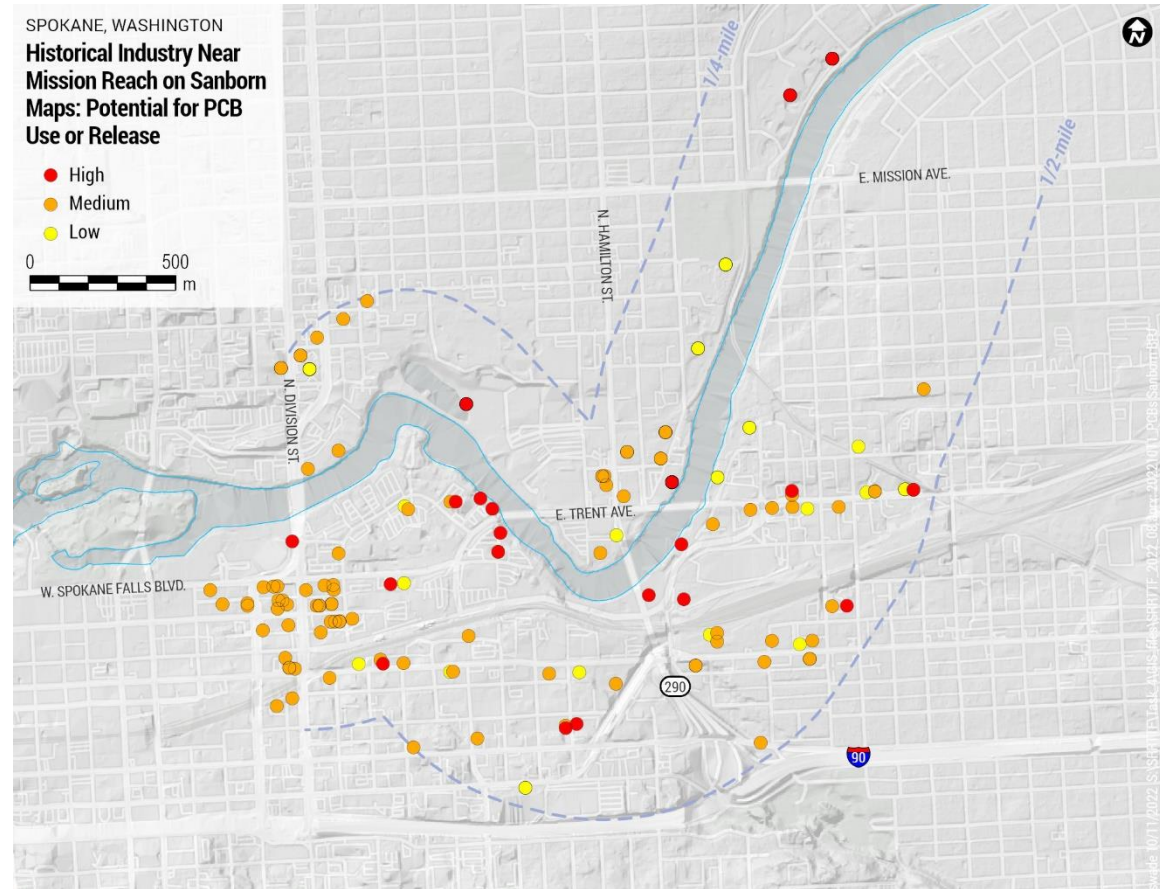 SPOKANE, WASHINGTON
Historical Industry Near
Mission Reach on Sanborn
Maps: Potential for PCB
Use or Release
High
Medium
Low
0 500
m
N
1/4-mile
1/2-mile
E. MISSION AVE.
N. HAMILTON ST.
N. DIVISION ST.
E. TRENT AVE.
W. SPOKANE FALLS BLVD.
290
90